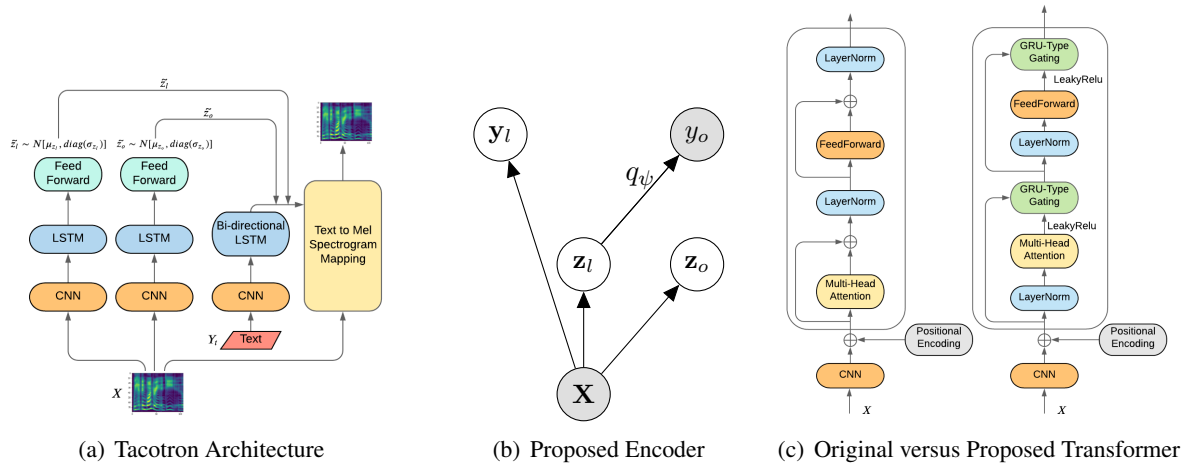 z̃_l
z̃_o
z̃_l ~ N[μ_{z_l}, diag(σ_{z_l})]
z̃_o ~ N[μ_{z_o}, diag(σ_{z_o})]
Feed
Forward
Feed
Forward
LSTM
LSTM
Bi-directional
LSTM
Text to Mel
Spectrogram
Mapping
CNN
CNN
CNN
Y_t
Text
X
(a) Tacotron Architecture
y_l
y_o
q_ψ
z_l
z_o
X
(b) Proposed Encoder
LayerNorm
FeedForward
LayerNorm
Multi-Head
Attention
Positional
Encoding
CNN
X
GRU-Type
Gating
LeakyRelu
FeedForward
LayerNorm
GRU-Type
Gating
LeakyRelu
Multi-Head
Attention
LayerNorm
Positional
Encoding
CNN
X
(c) Original versus Proposed Transformer